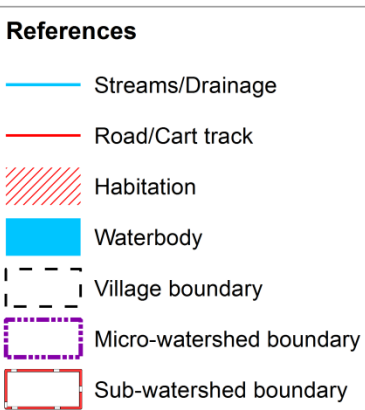 References
Streams/Drainage
Road/Cart track
Habitation
Waterbody
Village boundary
Micro-watershed boundary
Sub-watershed boundary